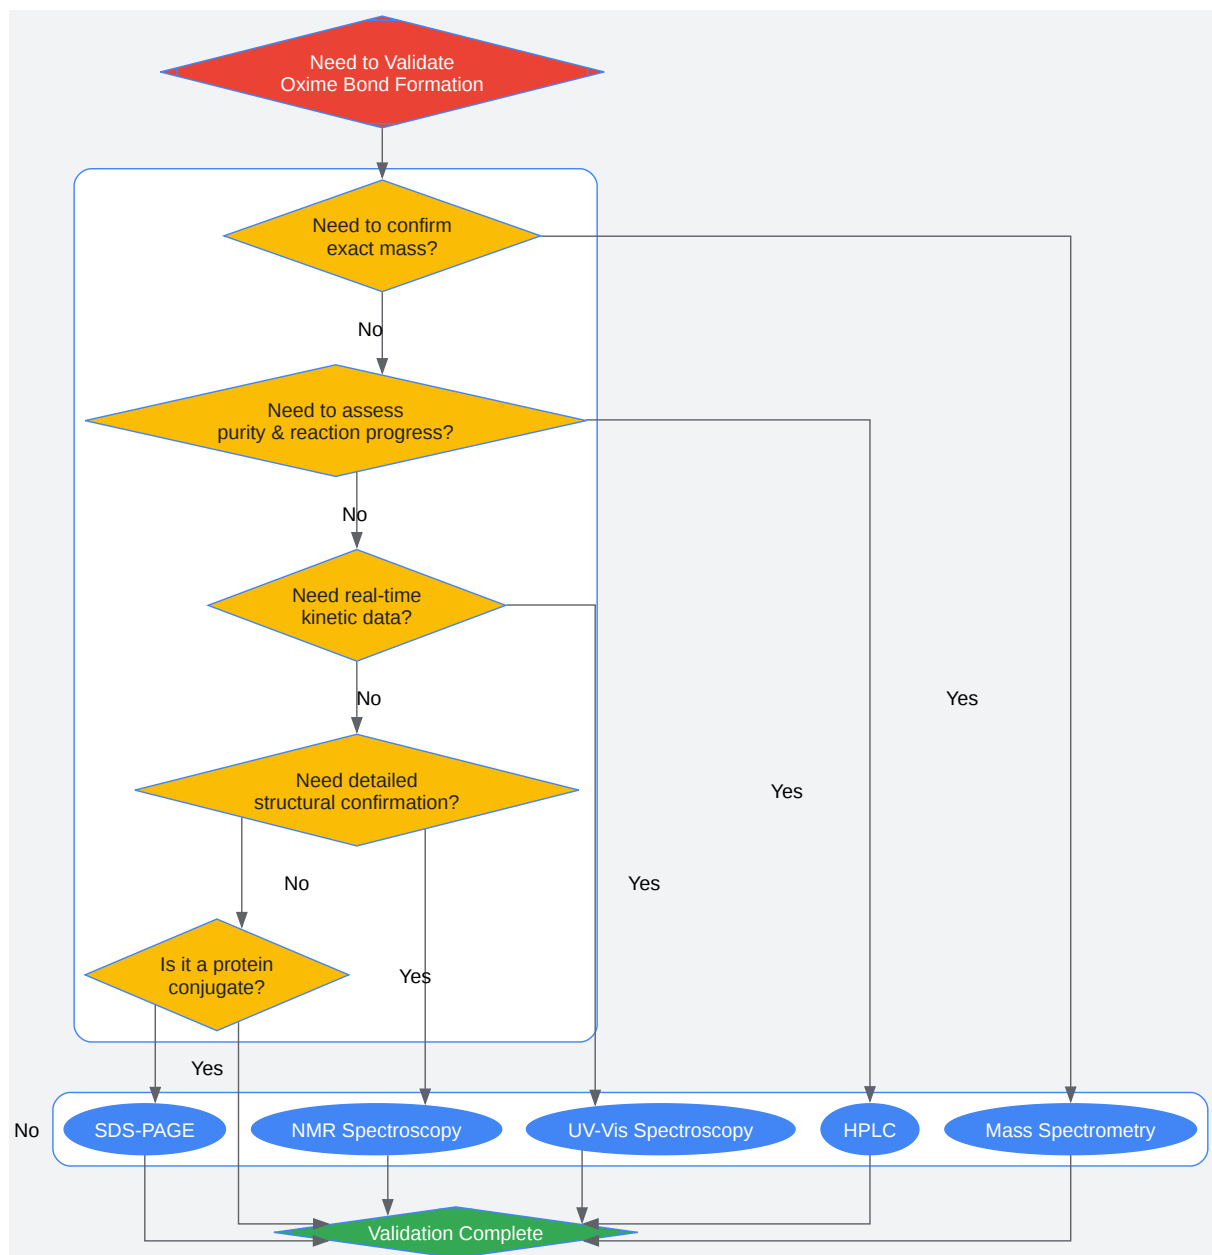 Need to Validate
Oxime Bond Formation
Need to confirm
exact mass?
No
Need to assess
purity & reaction progress?
No
Need real-time
kinetic data?
No
Yes
Need detailed
structural confirmation?
Yes
No
Yes
Is it a protein
conjugate?
Yes
Yes
No
SDS-PAGE
NMR Spectroscopy
UV-Vis Spectroscopy
HPLC
Mass Spectrometry
Validation Complete